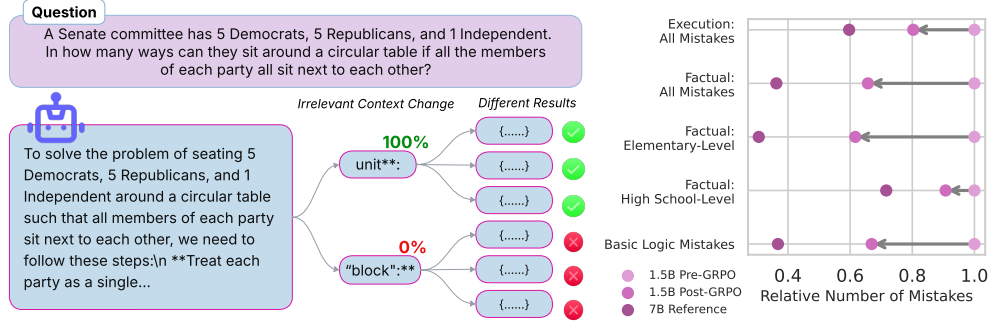 Question
A Senate committee has 5 Democrats, 5 Republicans, and 1 Independent.
In how many ways can they sit around a circular table if all the members
of each party all sit next to each other?
Irrelevant Context Change
Different Results
To solve the problem of seating 5
Democrats, 5 Republicans, and 1
Independent around a circular table
such that all members of each party
sit next to each other, we need to
follow these steps:\n **Treat each
party as a single...
100%
unit**:
0%
"block":**
{......}
{......}
{......}
{......}
{......}
{......}
Execution:
All Mistakes
Factual:
All Mistakes
Factual:
Elementary-Level
Factual:
High School-Level
Basic Logic Mistakes
0.4 0.6 0.8 1.0
Relative Number of Mistakes
1.5B Pre-GRPO
1.5B Post-GRPO
7B Reference